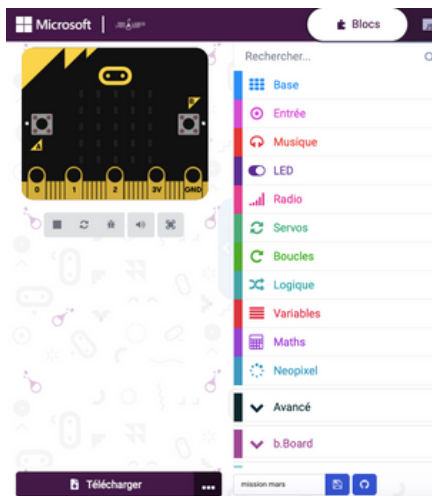 Microsoft
Blocs
Rechercher...
Base
Entrée
Musique
LED
Radio
Servos
Boucles
Logique
Variables
Maths
Neopixel
Avancé
b.Board
B
A
0 1 2 3V GND
Télécharger ...
mission mars